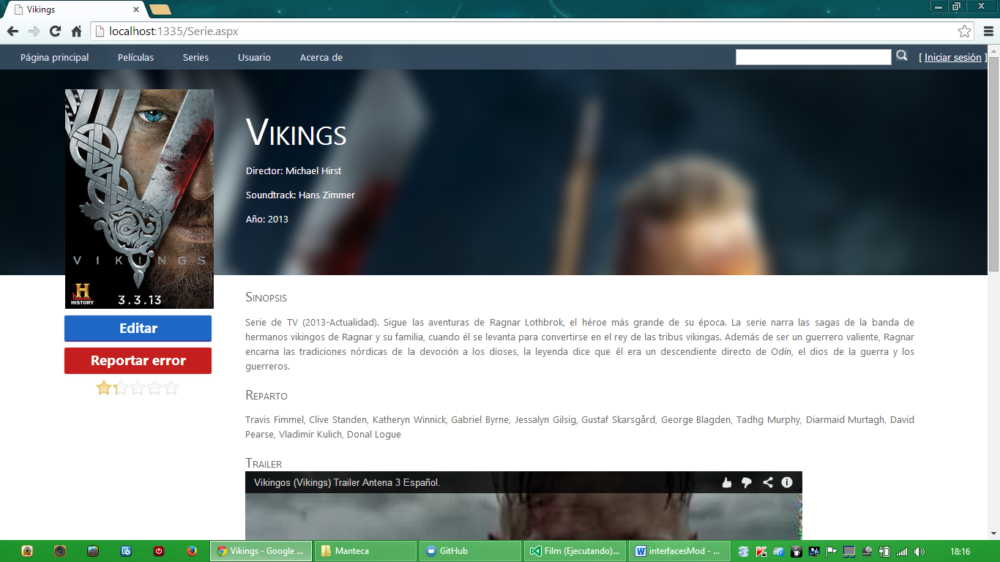 Vikings
localhost:1335/Serie.aspx
Página principal
Películas
Series
Usuario
Acerca de
[ Iniciar sesión ]
VIKINGS
HISTORY
3.3.13
Vikings
Director: Michael Hirst
Soundtrack: Hans Zimmer
Año: 2013
Editar
Reportar error
Sinopsis
Serie de TV (2013-Actualidad). Sigue las aventuras de Ragnar Lothbrok, el héroe más grande de su época. La serie narra las sagas de la banda de
hermanos vikingos de Ragnar y su familia, cuando él se levanta para convertirse en el rey de las tribus vikingas. Además de ser un guerrero valiente, Ragnar
encarna las tradiciones nórdicas de la devoción a los dioses, la leyenda dice que él era un descendiente directo de Odín, el dios de la guerra y los
guerreros.
Reparto
Travis Fimmel, Clive Standen, Katheryn Winnick, Gabriel Byrne, Jessalyn Gilsig, Gustaf Skarsgård, George Blagden, Tadhg Murphy, Diarmaid Murtagh, David
Pearse, Vladimir Kulich, Donal Logue
Trailer
Vikingos (Vikings) Trailer Antena 3 Español.
Vikings - Google ...
Manteca
GitHub
Film (Ejecutando)...
interfacesMod - ...
18:16